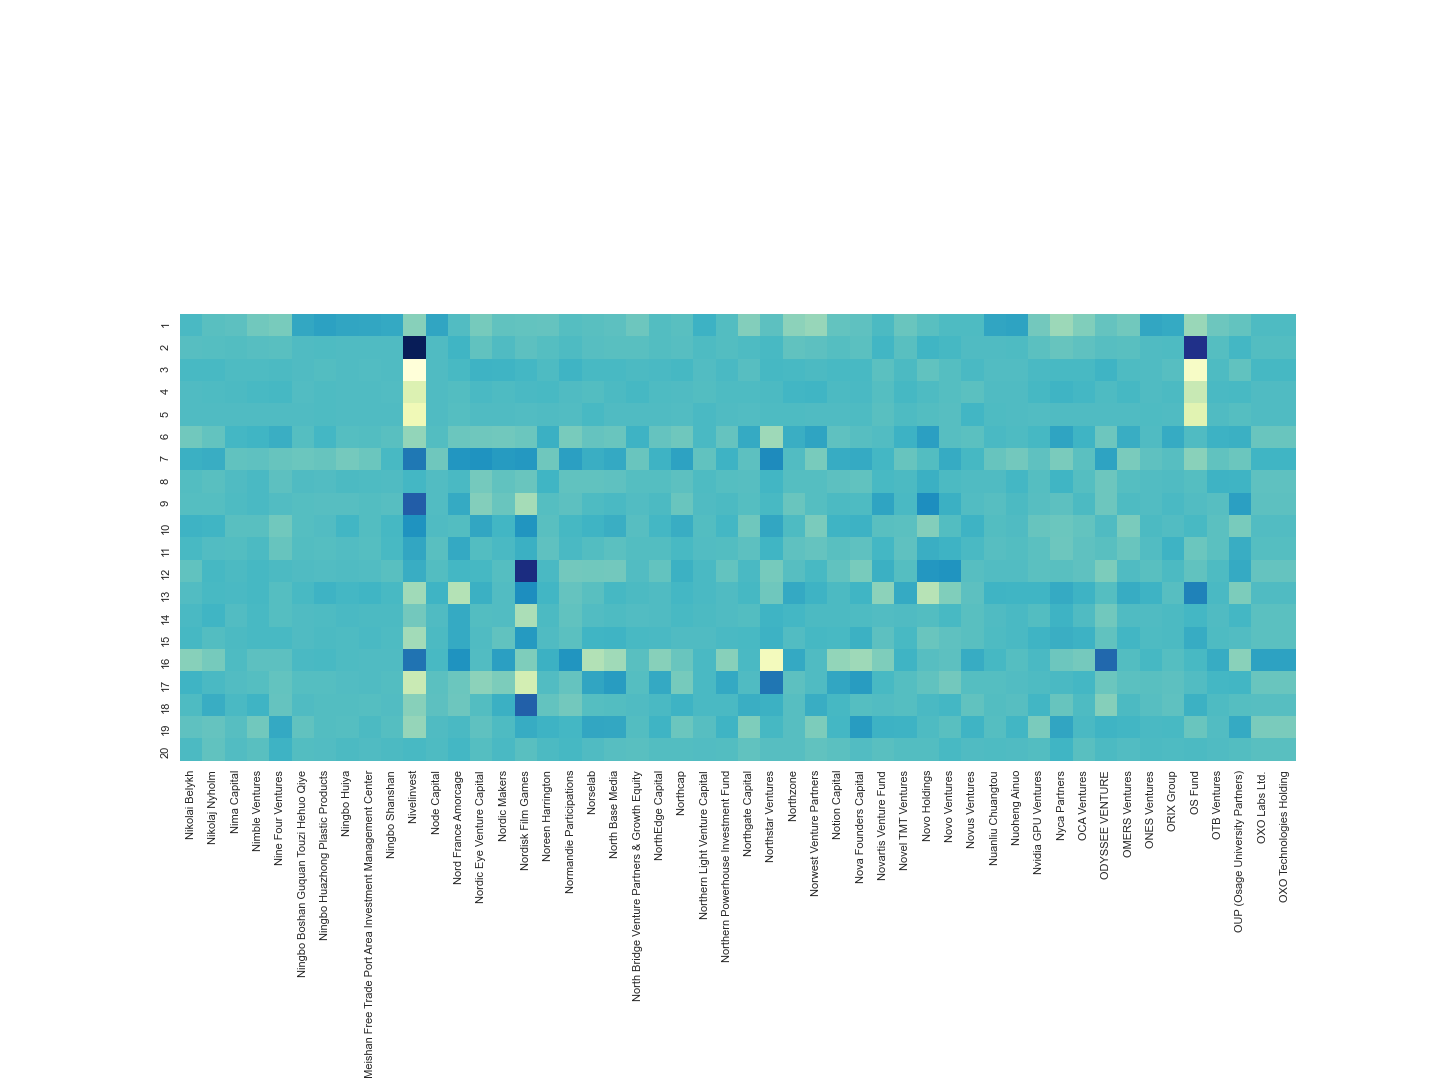 1
2
3
4
5
6
7
8
9
10
11
12
13
14
15
16
17
18
19
20
Nikolai Belykh
Nikolaj Nyholm
Nima Capital
Nimble Ventures
Nine Four Ventures
Ningbo Boshan Guquan Touzi Hehuo Qiye
Ningbo Huazhong Plastic Products
Ningbo Huiya
Meishan Free Trade Port Area Investment Management Center
Ningbo Shanshan
Nivelinvest
Node Capital
Nord France Amorcage
Nordic Eye Venture Capital
Nordic Makers
Nordisk Film Games
Noreen Harrington
Normandie Participations
Norselab
North Base Media
North Bridge Venture Partners & Growth Equity
NorthEdge Capital
Northcap
Northern Light Venture Capital
Northern Powerhouse Investment Fund
Northgate Capital
Northstar Ventures
Northzone
Norwest Venture Partners
Notion Capital
Nova Founders Capital
Novartis Venture Fund
Novel TMT Ventures
Novo Holdings
Novo Ventures
Novus Ventures
Nuanliu Chuangtou
Nuoheng Ainuo
Nvidia GPU Ventures
Nyca Partners
OCA Ventures
ODYSSEE VENTURE
OMERS Ventures
ONES Ventures
ORIX Group
OS Fund
OTB Ventures
OUP (Osage University Partners)
OXO Labs Ltd.
OXO Technologies Holding